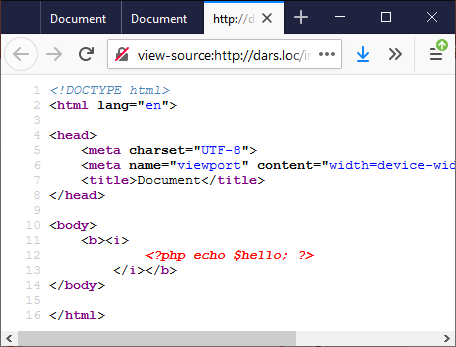 Document
Document
http://d
view-source:http://dars.loc/in
1 <!DOCTYPE html>
2 <html lang="en">
3
4 <head>
5 <meta charset="UTF-8">
6 <meta name="viewport" content="width=device-wid
7 <title>Document</title>
8 </head>
9
10 <body>
11 <b><i>
12 <?php echo $hello; ?>
13 </i></b>
14 </body>
15
16 </html>